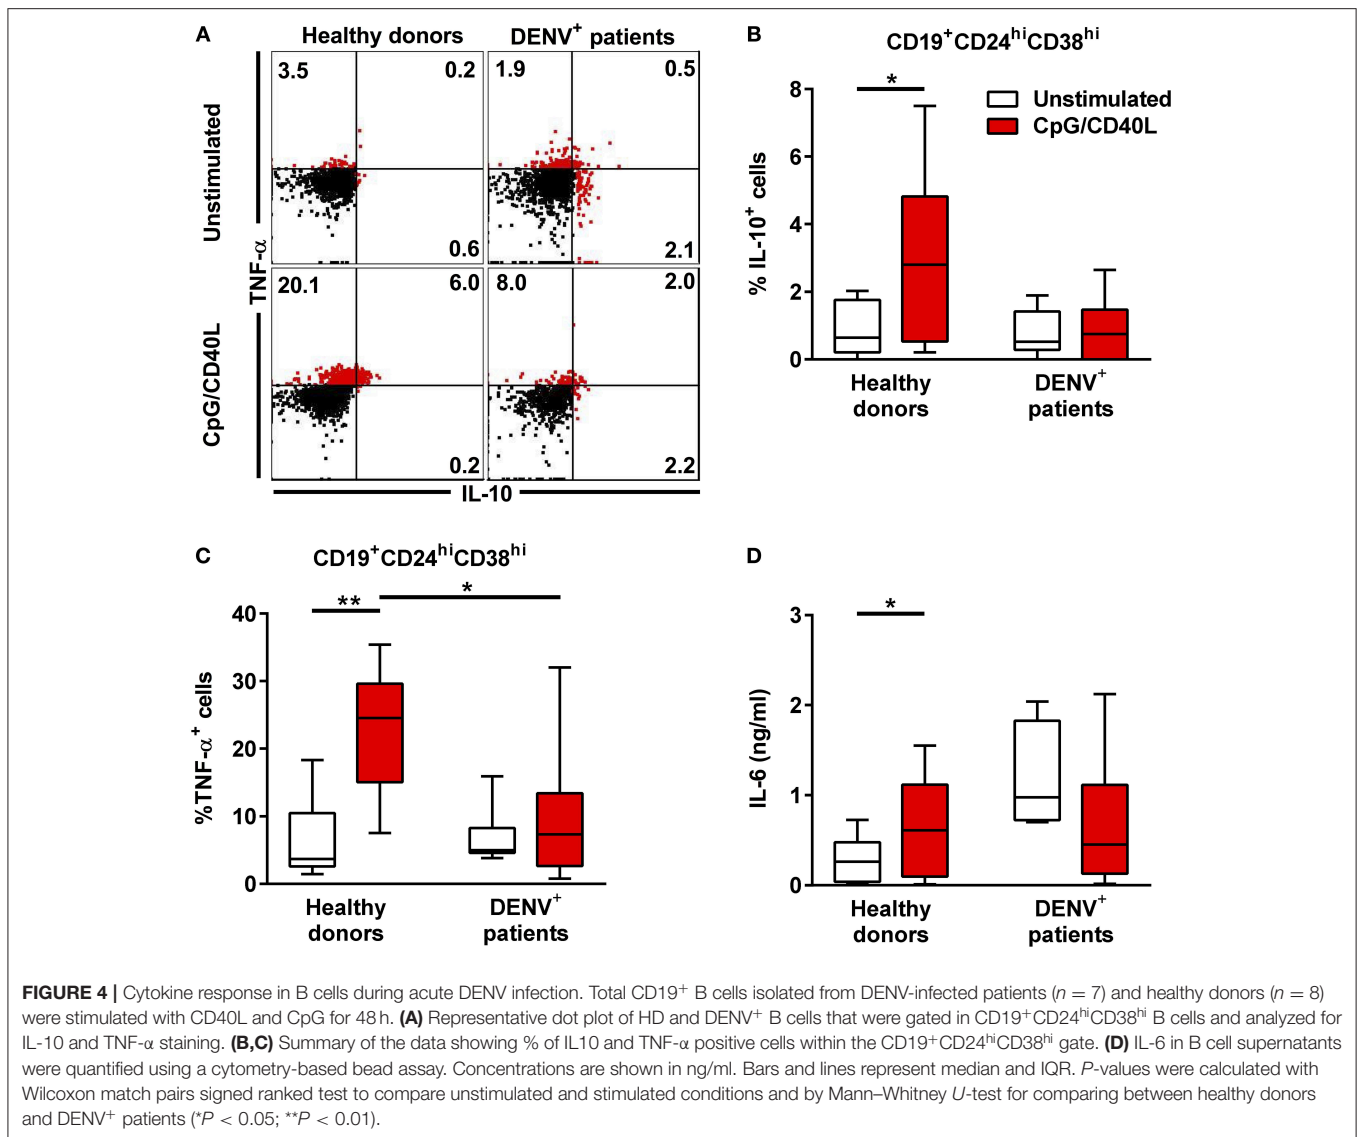 A
Healthy donors
DENV+ patients
Unstimulated
3.5
0.2
0.6
1.9
0.5
2.1
TNF-α
CpG/CD40L
20.1
6.0
0.2
8.0
2.0
2.2
IL-10
B
CD19+CD24hiCD38hi
*
Unstimulated
CpG/CD40L
% IL-10+ cells
8
6
4
2
0
Healthy
donors
DENV+
patients
C
CD19+CD24hiCD38hi
**
*
%TNF-α+ cells
40
30
20
10
0
Healthy
donors
DENV+
patients
D
*
IL-6 (ng/ml)
3
2
1
0
Healthy
donors
DENV+
patients
FIGURE 4 | Cytokine response in B cells during acute DENV infection. Total CD19+ B cells isolated from DENV-infected patients (n = 7) and healthy donors (n = 8)
were stimulated with CD40L and CpG for 48 h. (A) Representative dot plot of HD and DENV+ B cells that were gated in CD19+CD24hiCD38hi B cells and analyzed for
IL-10 and TNF-α staining. (B,C) Summary of the data showing % of IL10 and TNF-α positive cells within the CD19+CD24hiCD38hi gate. (D) IL-6 in B cell supernatants
were quantified using a cytometry-based bead assay. Concentrations are shown in ng/ml. Bars and lines represent median and IQR. P-values were calculated with
Wilcoxon match pairs signed ranked test to compare unstimulated and stimulated conditions and by Mann–Whitney U-test for comparing between healthy donors
and DENV+ patients (*P < 0.05; **P < 0.01).